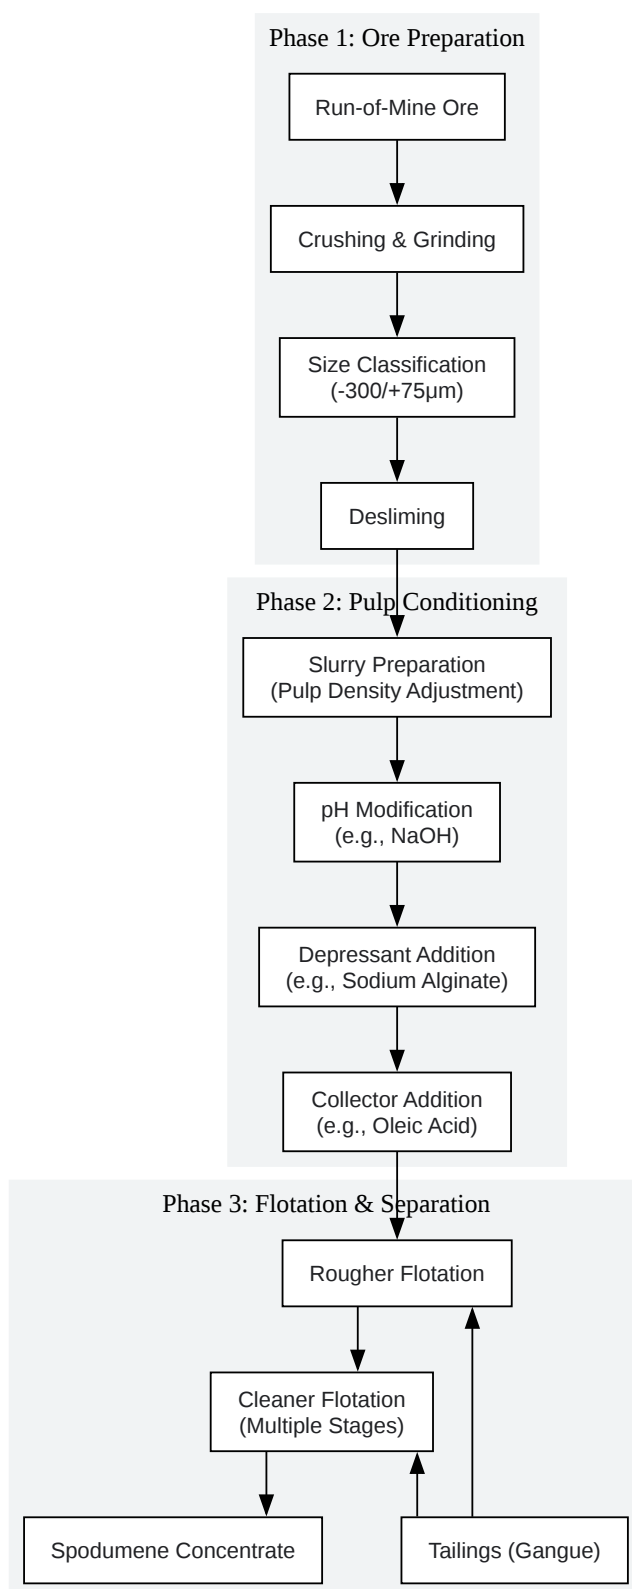 Phase 1: Ore Preparation
Run-of-Mine Ore
Crushing & Grinding
Size Classification
(-300/+75μm)
Desliming
Phase 2: Pulp Conditioning
Slurry Preparation
(Pulp Density Adjustment)
pH Modification
(e.g., NaOH)
Depressant Addition
(e.g., Sodium Alginate)
Collector Addition
(e.g., Oleic Acid)
Phase 3: Flotation & Separation
Rougher Flotation
Cleaner Flotation
(Multiple Stages)
Spodumene Concentrate
Tailings (Gangue)